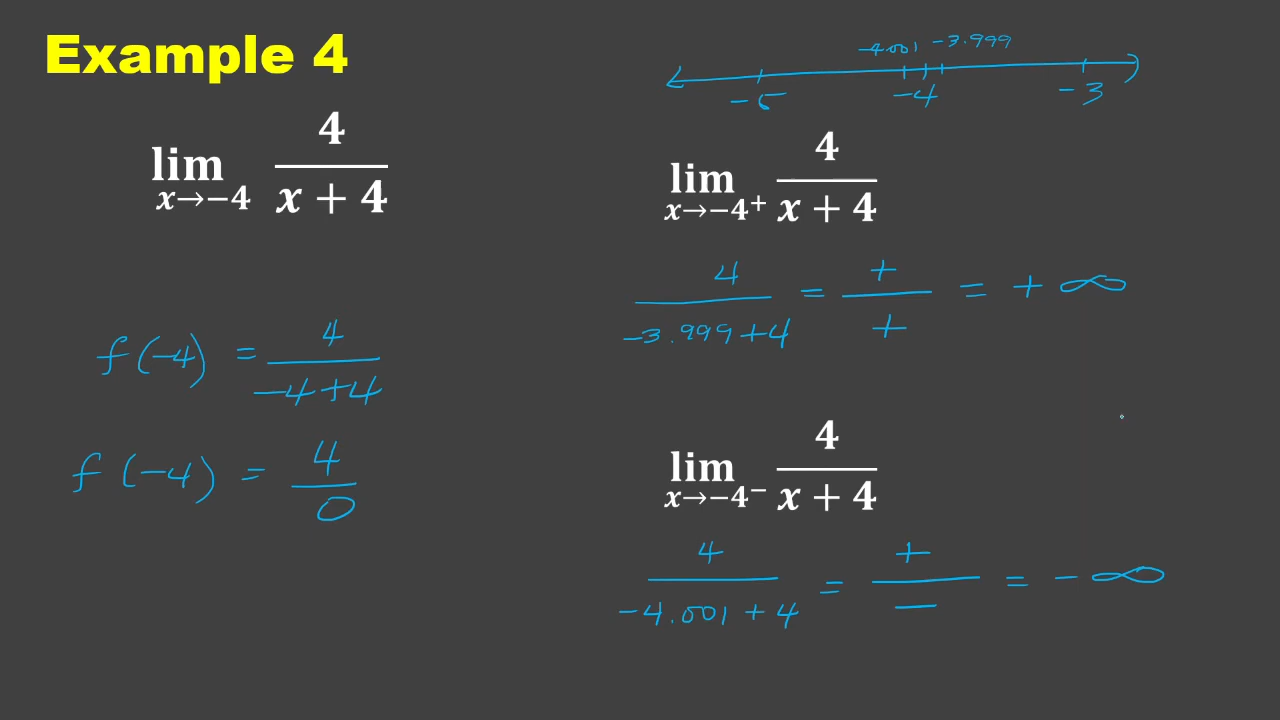 Example 4
lim x→−4 4/(x + 4)
f(-4) = 4/(-4+4)
f(-4) = 4/0
-4.001 -3.999
-5 -4 -3
lim x→−4⁺ 4/(x + 4)
4/(-3.999+4) = +/+ = + ∞
lim x→−4⁻ 4/(x + 4)
4/(-4.001 + 4) = +/− = - ∞